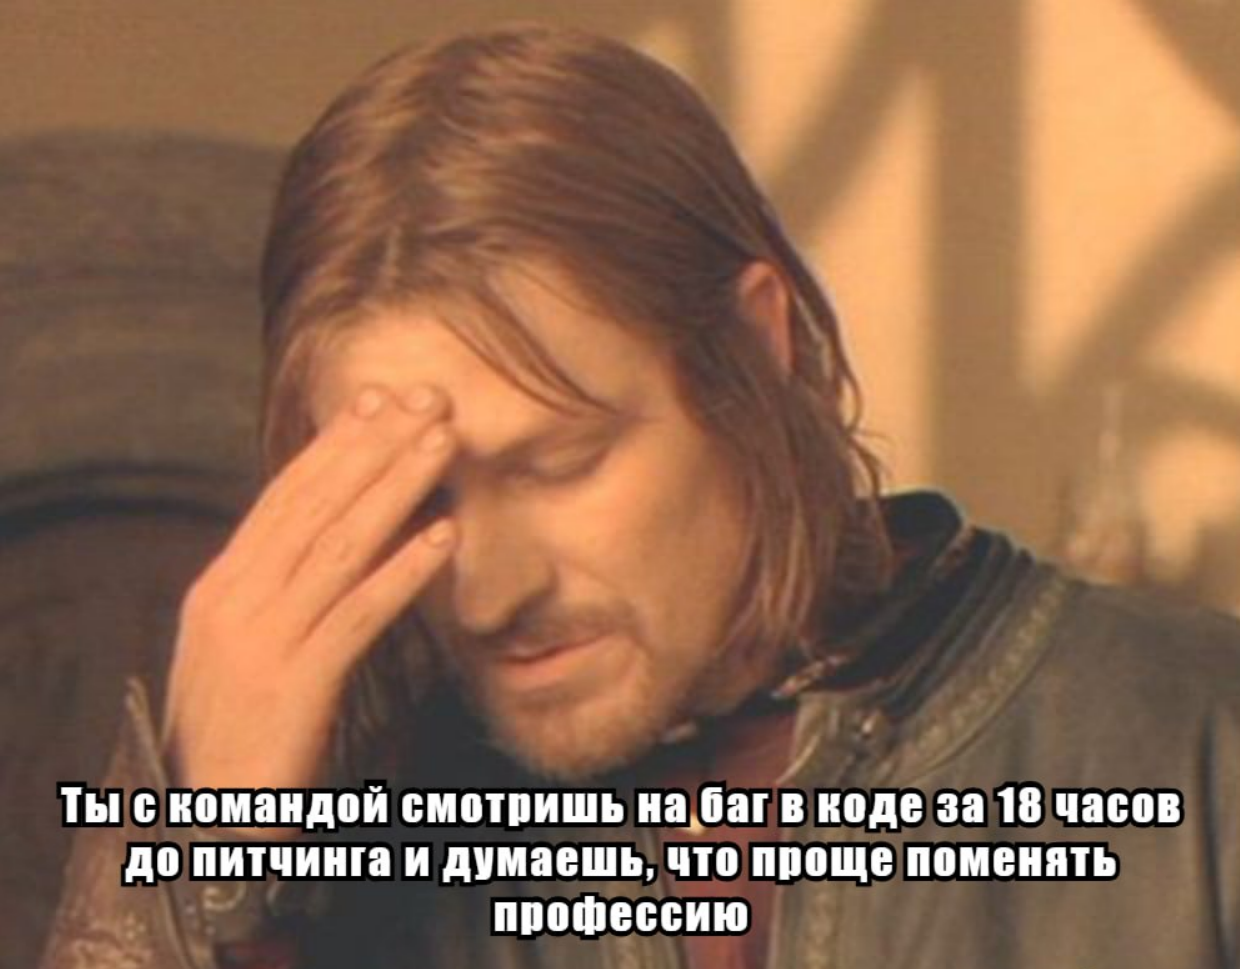 Ты с командой смотришь на баг в коде за 18 часов
до питчинга и думаешь, что проще поменять
профессию